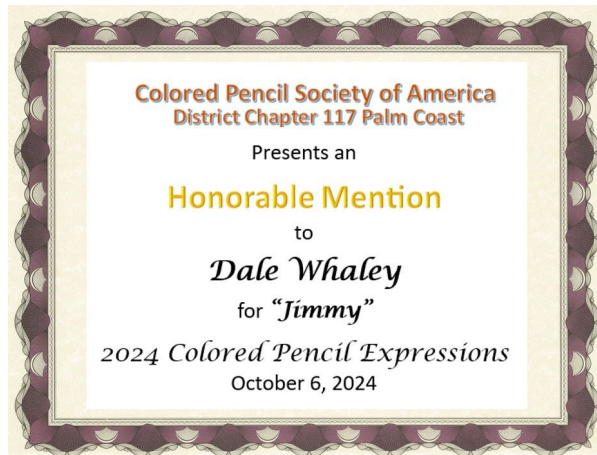 Colored Pencil Society of America
District Chapter 117 Palm Coast
Presents an
Honorable Mention
to
Dale Whaley
for “Jimmy”
2024 Colored Pencil Expressions
October 6, 2024